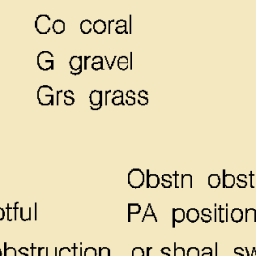 Co coral
G gravel
Grs grass
Obstn obst
otful PA position
obstruction, or shoal sw